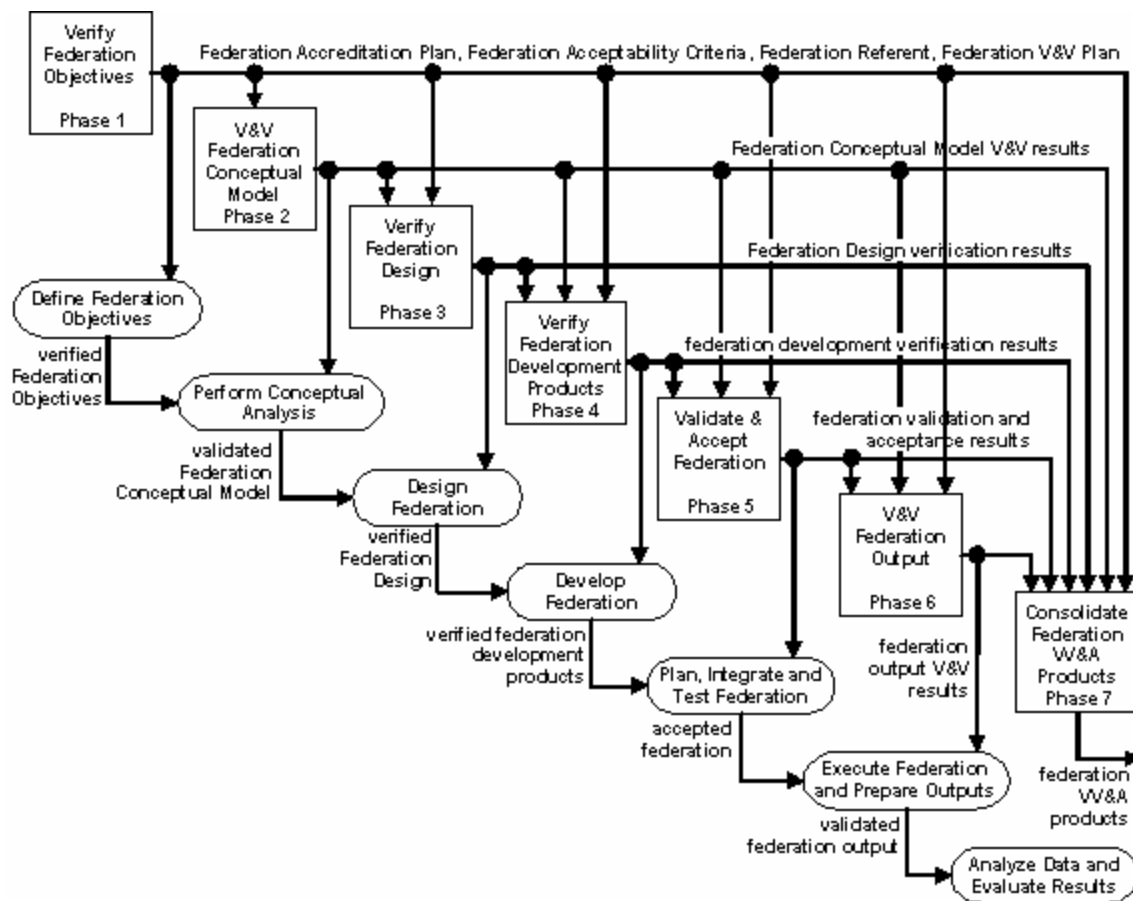 Verify
Federation
Objectives
Phase 1
Federation Accreditation Plan, Federation Acceptability Criteria, Federation Referent, Federation V&V Plan
V&V
Federation
Conceptual
Model
Phase 2
Federation Conceptual Model V&V results
Verify
Federation
Design
Phase 3
Federation Design verification results
Define Federation
Objectives
Verify
Federation
Development
Products
Phase 4
federation development verification results
verified
Federation
Objectives
Perform Conceptual
Analysis
Validate &
Accept
Federation
Phase 5
federation validation and
acceptance results
validated
Federation
Conceptual Model
Design
Federation
V&V
Federation
Output
Phase 6
verified
Federation
Design
Develop
Federation
Consolidate
Federation
VV&A
Products
Phase 7
verified federation
development
products
federation
output V&V
results
Plan, Integrate and
Test Federation
accepted
federation
Execute Federation
and Prepare Outputs
federation
VV&A
products
validated
federation output
Analyze Data and
Evaluate Results